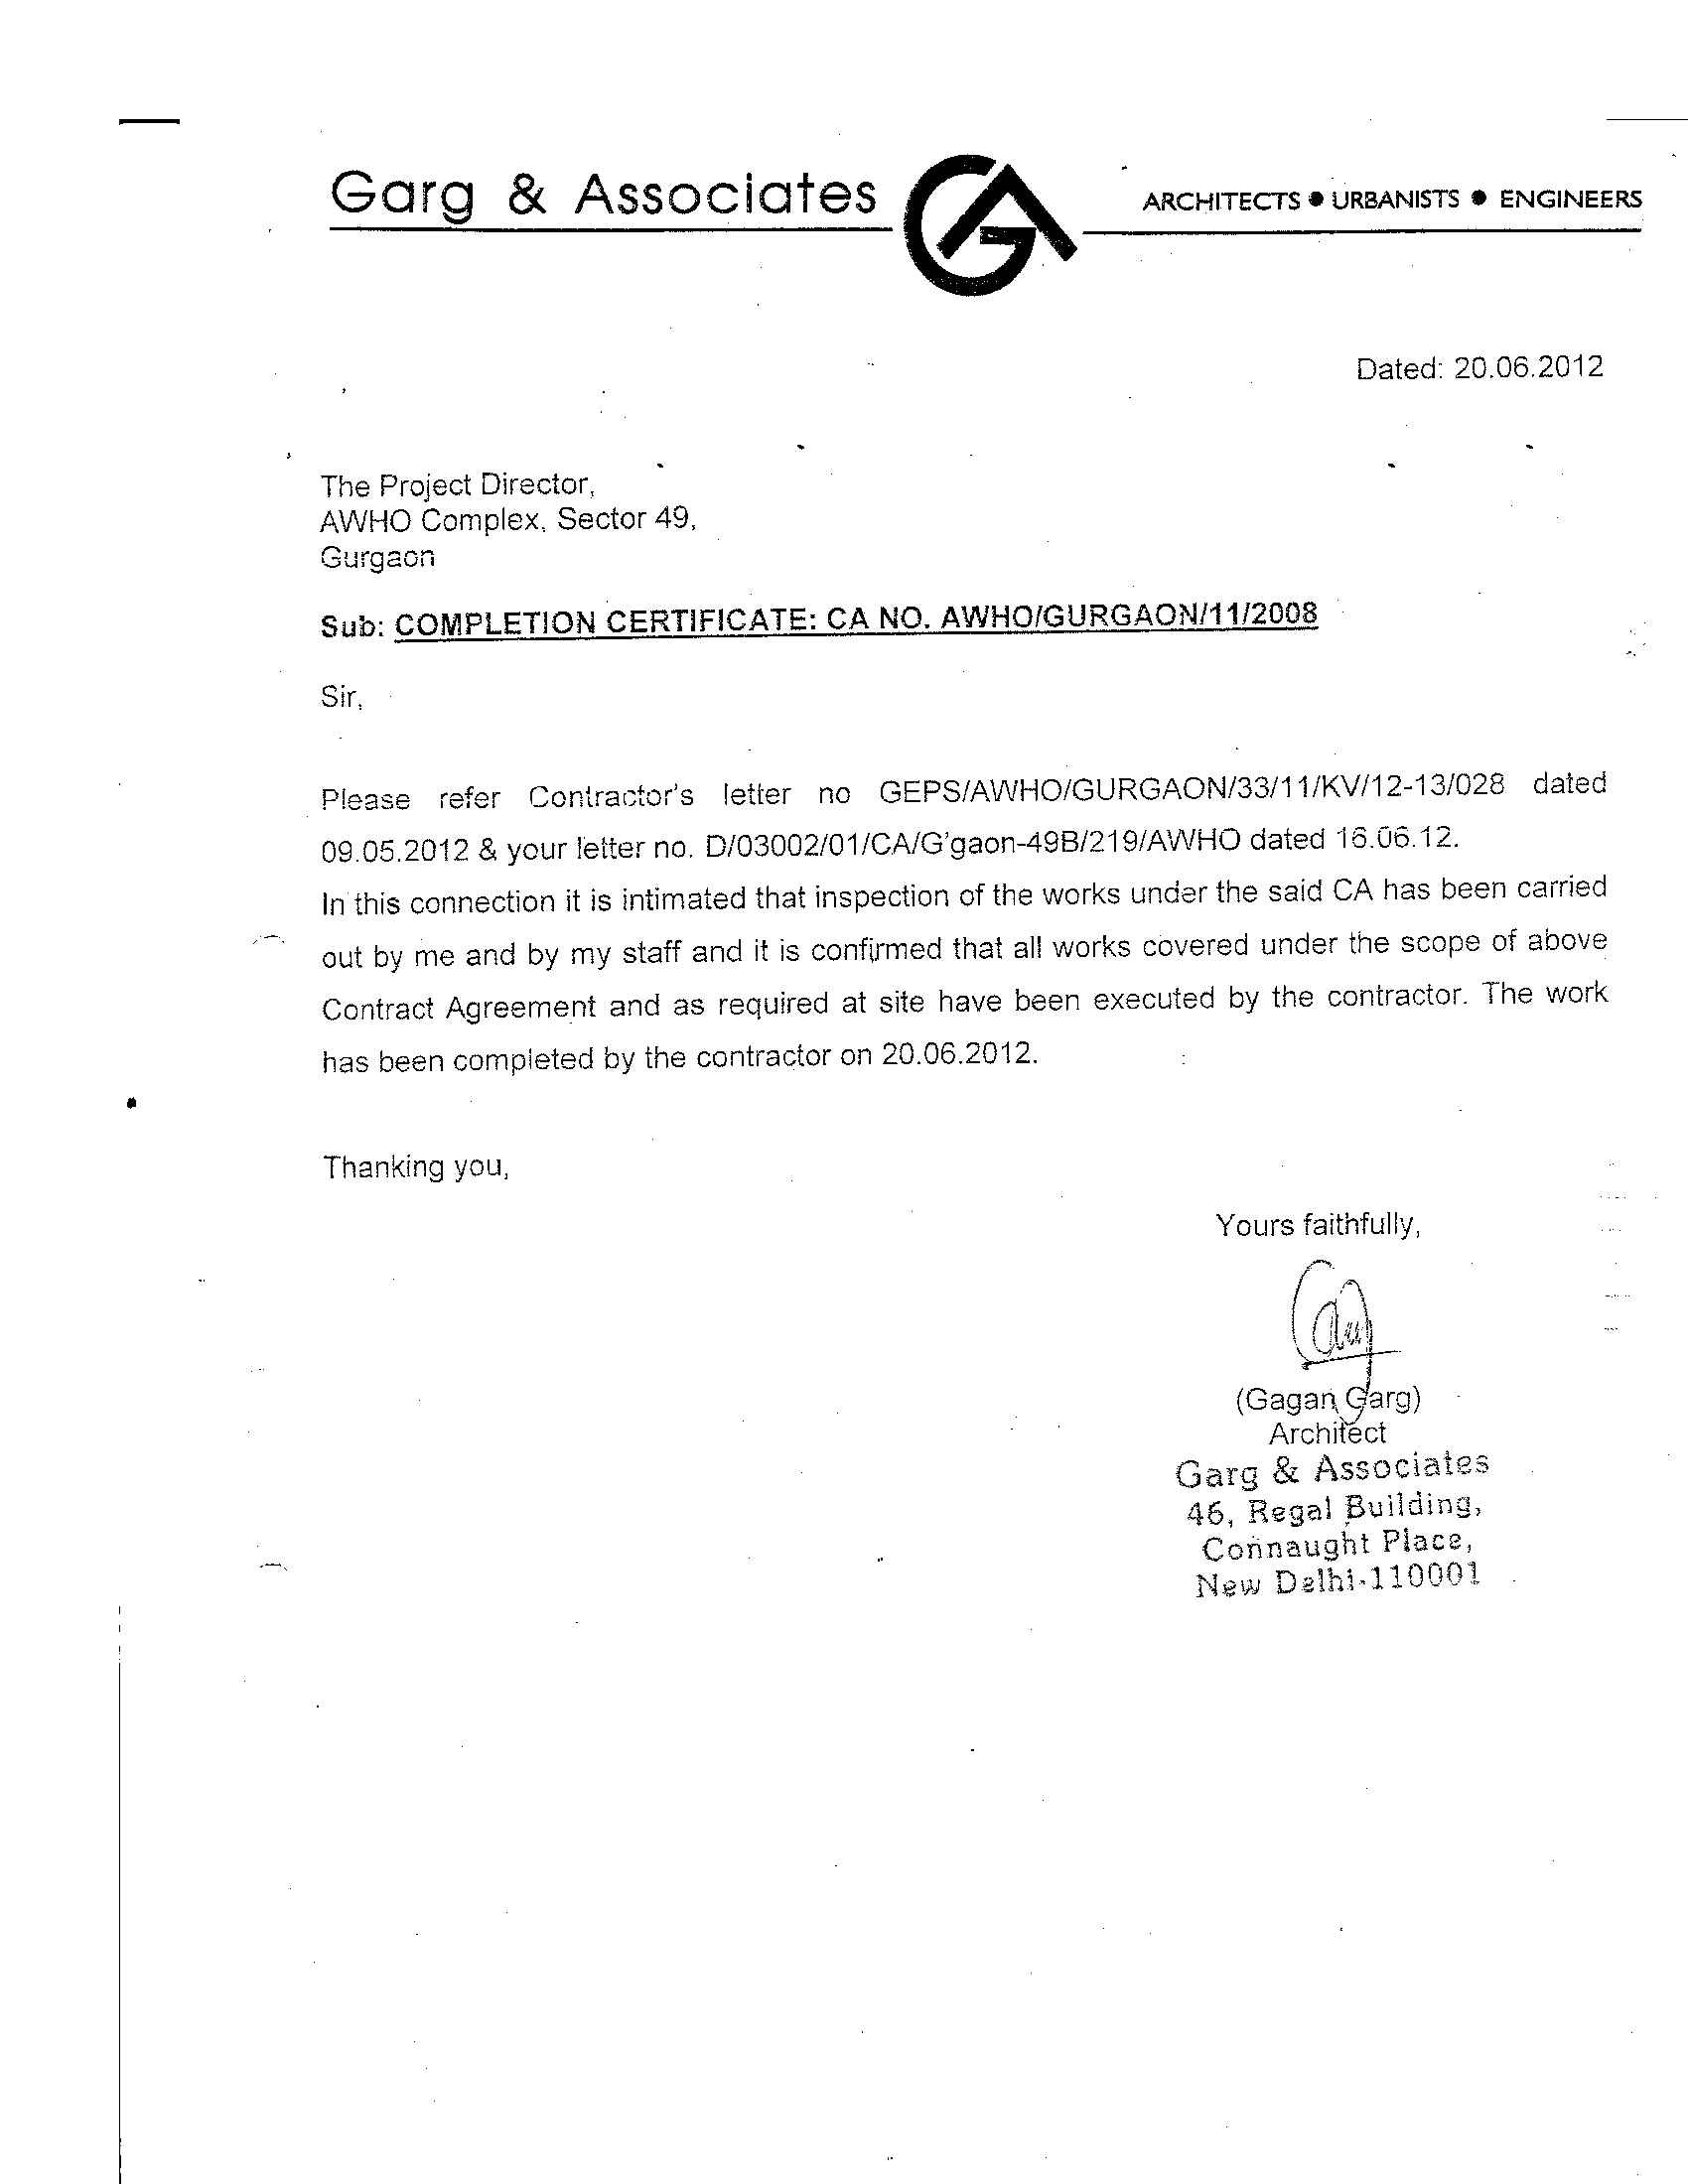 Garg & Associates
ARCHITECTS ● URBANISTS ● ENGINEERS
Dated: 20.06.2012
The Project Director,
AWHO Complex, Sector 49,
Gurgaon
Sub: COMPLETION CERTIFICATE: CA NO. AWHO/GURGAON/11/2008
Sir,
Please refer Contractor's letter no GEPS/AWHO/GURGAON/33/11/KV/12-13/028 dated
09.05.2012 & your letter no. D/03002/01/CA/G'gaon-49B/219/AWHO dated 16.06.12.
In this connection it is intimated that inspection of the works under the said CA has been carried
out by me and by my staff and it is confirmed that all works covered under the scope of above
Contract Agreement and as required at site have been executed by the contractor. The work
has been completed by the contractor on 20.06.2012.
Thanking you,
Yours faithfully,
(Gagan Garg)
Architect
Garg & Associates
46, Regal Building,
Connaught Place,
New Delhi-110001